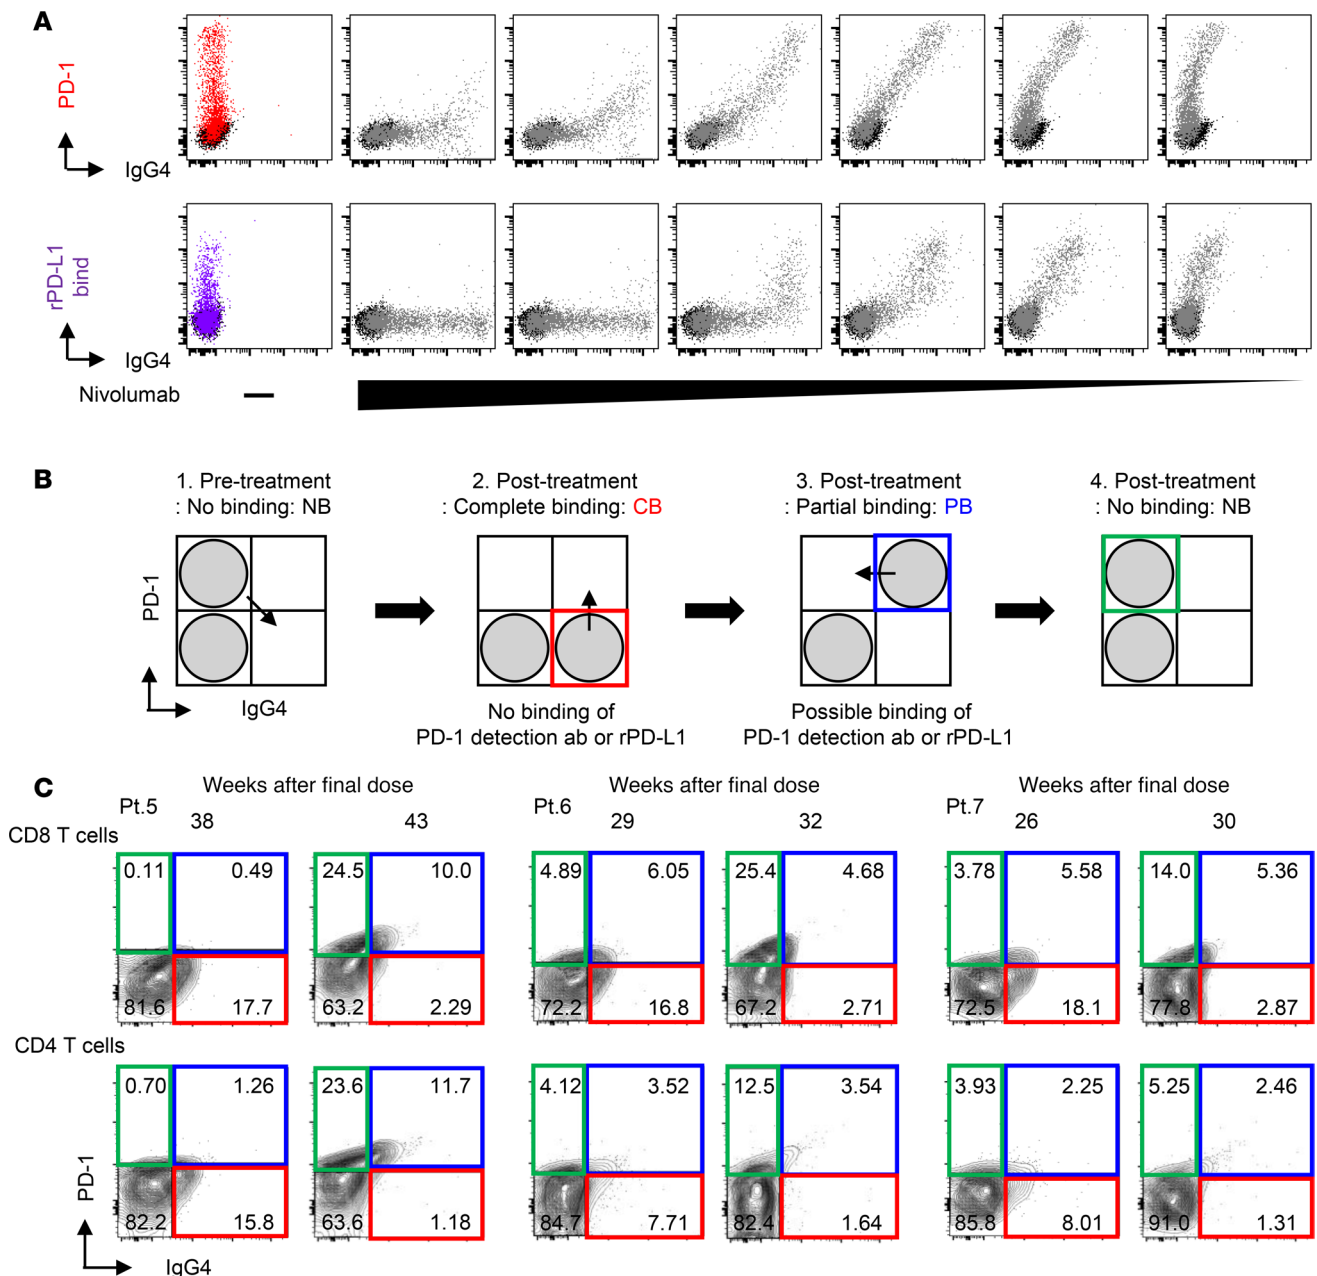 A
PD-1
IgG4
rPD-L1
bind
IgG4
Nivolumab
B
1. Pre-treatment
: No binding: NB
2. Post-treatment
: Complete binding: CB
3. Post-treatment
: Partial binding: PB
4. Post-treatment
: No binding: NB
PD-1
IgG4
No binding of
PD-1 detection ab or rPD-L1
Possible binding of
PD-1 detection ab or rPD-L1
C
Weeks after final dose
Weeks after final dose
Weeks after final dose
Pt.5
Pt.6
Pt.7
38
43
29
32
26
30
CD8 T cells
0.11 0.49
24.5 10.0
4.89 6.05
25.4 4.68
3.78 5.58
14.0 5.36
81.6 17.7
63.2 2.29
72.2 16.8
67.2 2.71
72.5 18.1
77.8 2.87
CD4 T cells
0.70 1.26
23.6 11.7
4.12 3.52
12.5 3.54
3.93 2.25
5.25 2.46
82.2 15.8
63.6 1.18
84.7 7.71
82.4 1.64
85.8 8.01
91.0 1.31
PD-1
IgG4